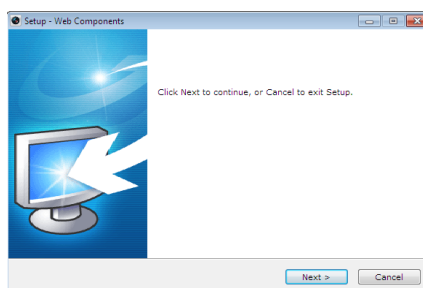 Setup - Web Components
Click Next to continue, or Cancel to exit Setup.
Next >
Cancel